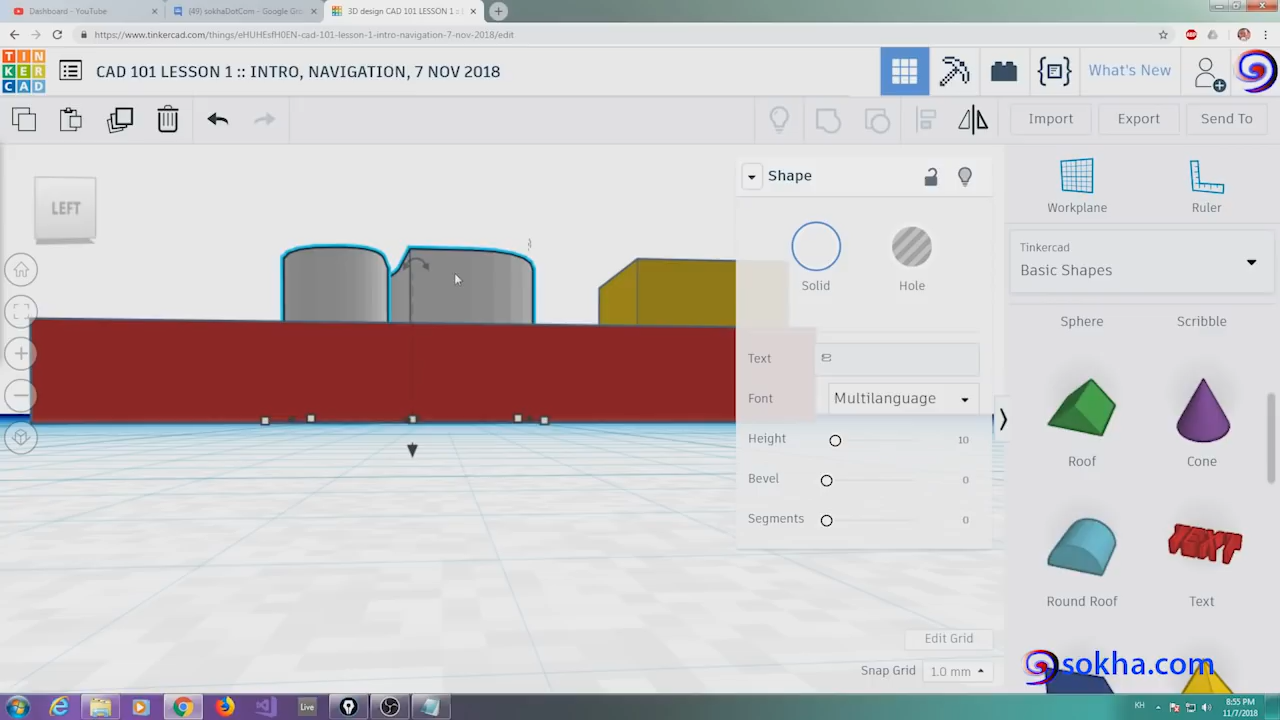 Dashboard - YouTube
(49) sokhaDotCom - Google Gro
3D design CAD 101 LESSON 1 ::
https://www.tinkercad.com/things/eHUHEsfH0EN-cad-101-lesson-1-intro-navigation-7-nov-2018/edit
TIN
KER
CAD
CAD 101 LESSON 1 :: INTRO, NAVIGATION, 7 NOV 2018
What's New
Import
Export
Send To
LEFT
Shape
Solid
Hole
Text
Font
Multilanguage
Height
10
Bevel
0
Segments
0
Workplane
Ruler
Tinkercad
Basic Shapes
Sphere
Scribble
Roof
Cone
TEXT
Round Roof
Text
Edit Grid
Snap Grid
1.0 mm
sokha.com
Live
KH
8:55 PM
11/7/2018